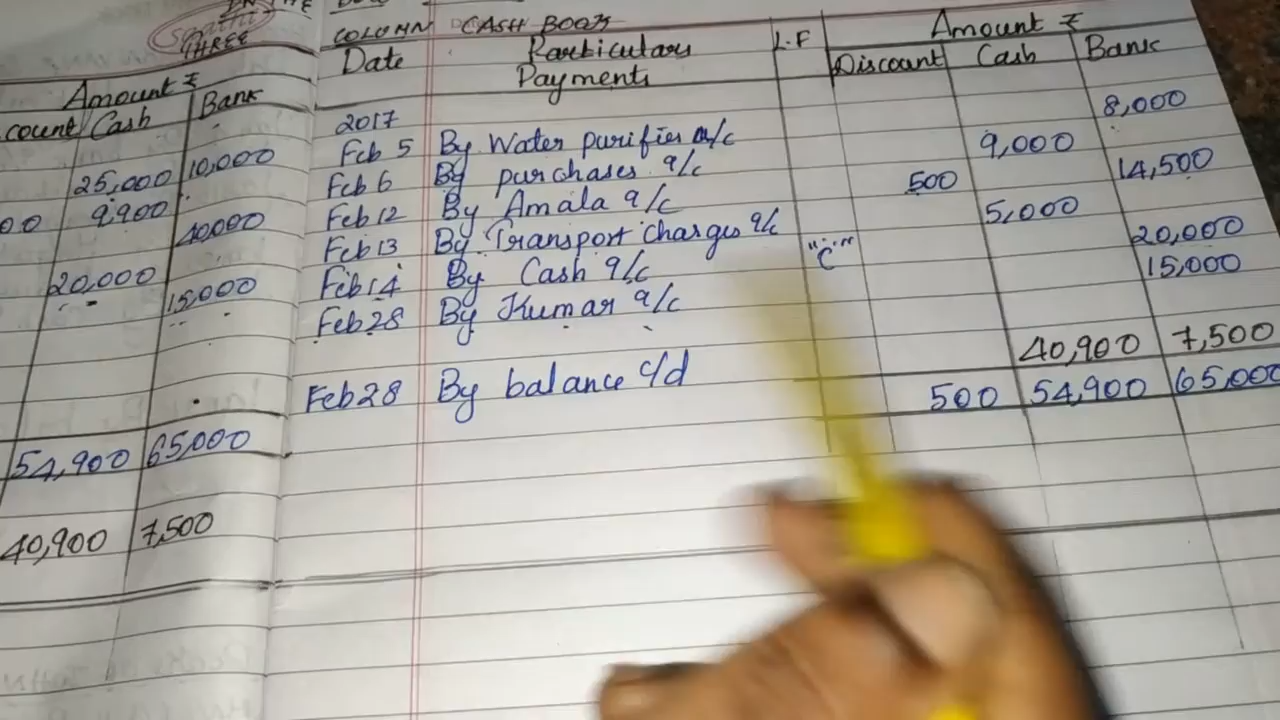 THREE COLUMN CASH BOOK
Amount ₹ Date Particulars L.F Amount ₹
count Cash Bank Payments Discount Cash Bank
2017
25,000 10,000 Feb 5 By Water purifier a/c 8,000
00 9,900 Feb 6 By purchases a/c 9,000
40,000 Feb 12 By Amala a/c 500 14,500
20,000 Feb 13 By Transport charges a/c 5,000
15,000 Feb 14 By Cash a/c "C" 20,000
Feb 28 By Kumar a/c 15,000
Feb 28 By balance c/d 40,900 7,500
54,900 65,000 500 54,900 65,000
40,900 7,500